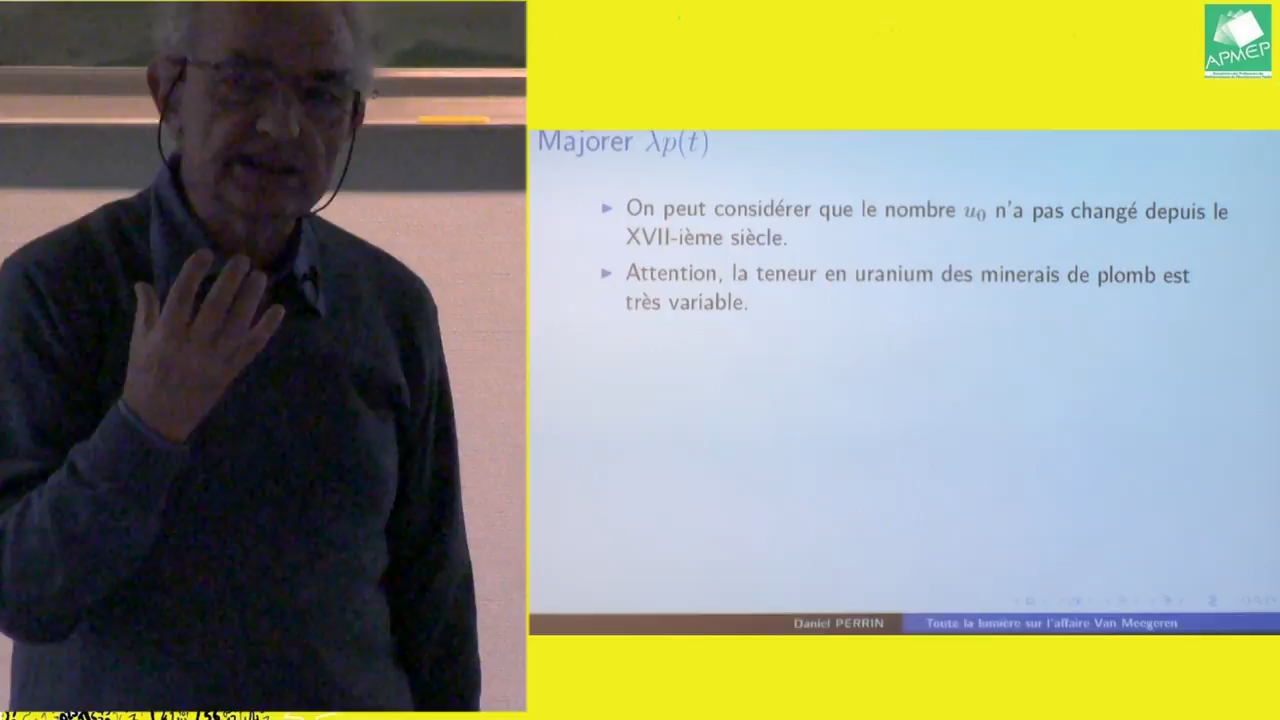 APMEP
Majorer λp(t)
▶ On peut considérer que le nombre u₀ n'a pas changé depuis le
XVII-ième siècle.
▶ Attention, la teneur en uranium des minerais de plomb est
très variable.
Daniel PERRIN
Toute la lumière sur l'affaire Van Meegeren